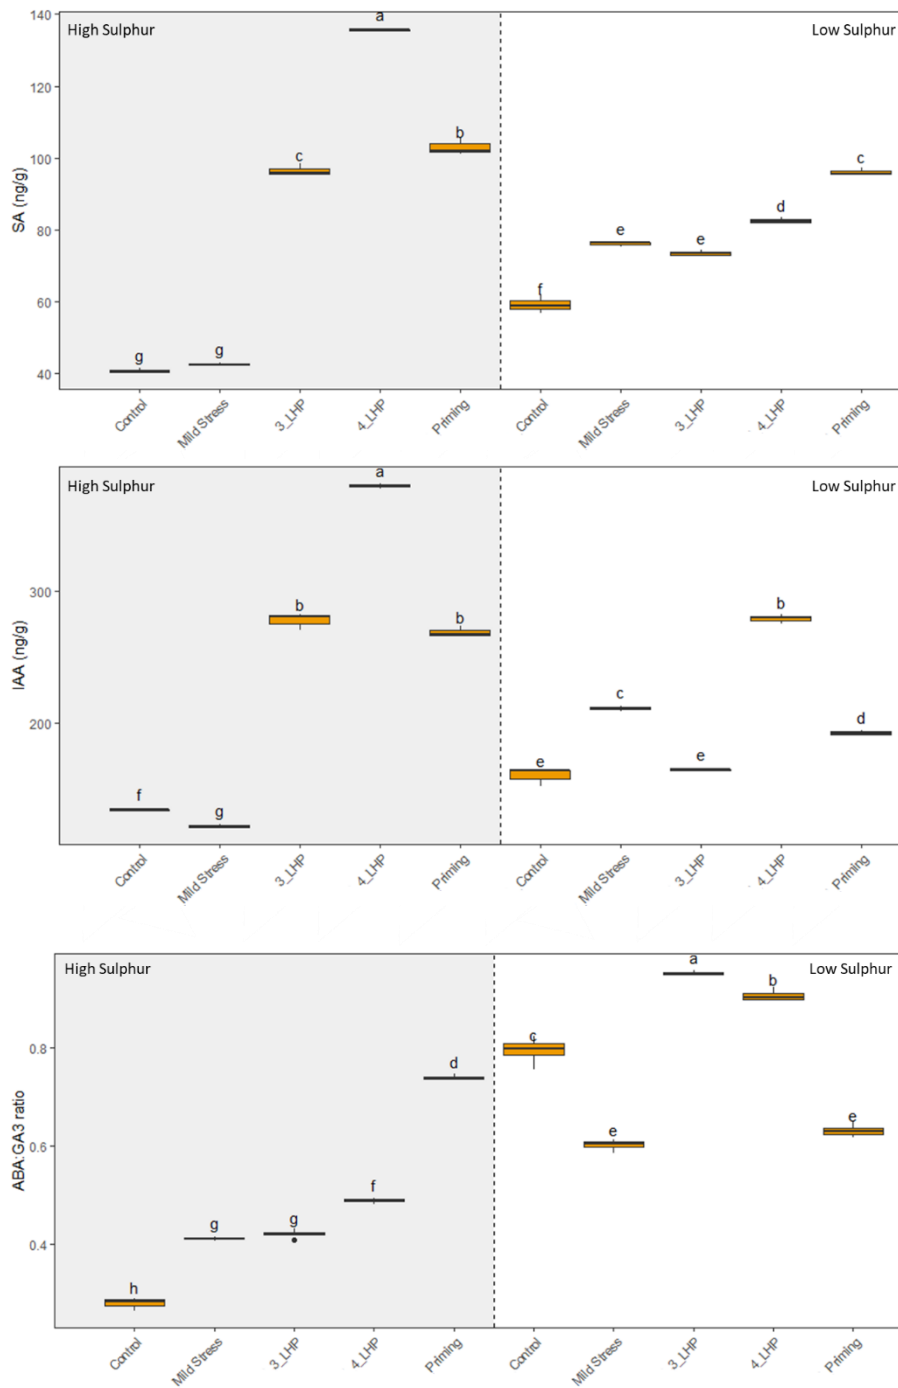 High Sulphur
Low Sulphur
SA (ng/g)
140
120
100
80
60
40
g
g
c
a
b
f
e
e
d
c
Control
Mild Stress
3_LHP
4_LHP
Priming
Control
Mild Stress
3_LHP
4_LHP
Priming
High Sulphur
Low Sulphur
IAA (ng/g)
300
200
f
g
b
a
b
e
c
e
b
d
Control
Mild Stress
3_LHP
4_LHP
Priming
Control
Mild Stress
3_LHP
4_LHP
Priming
High Sulphur
Low Sulphur
ABA:GA3 ratio
0.8
0.6
0.4
h
g
g
f
d
c
e
a
b
e
Control
Mild Stress
3_LHP
4_LHP
Priming
Control
Mild Stress
3_LHP
4_LHP
Priming